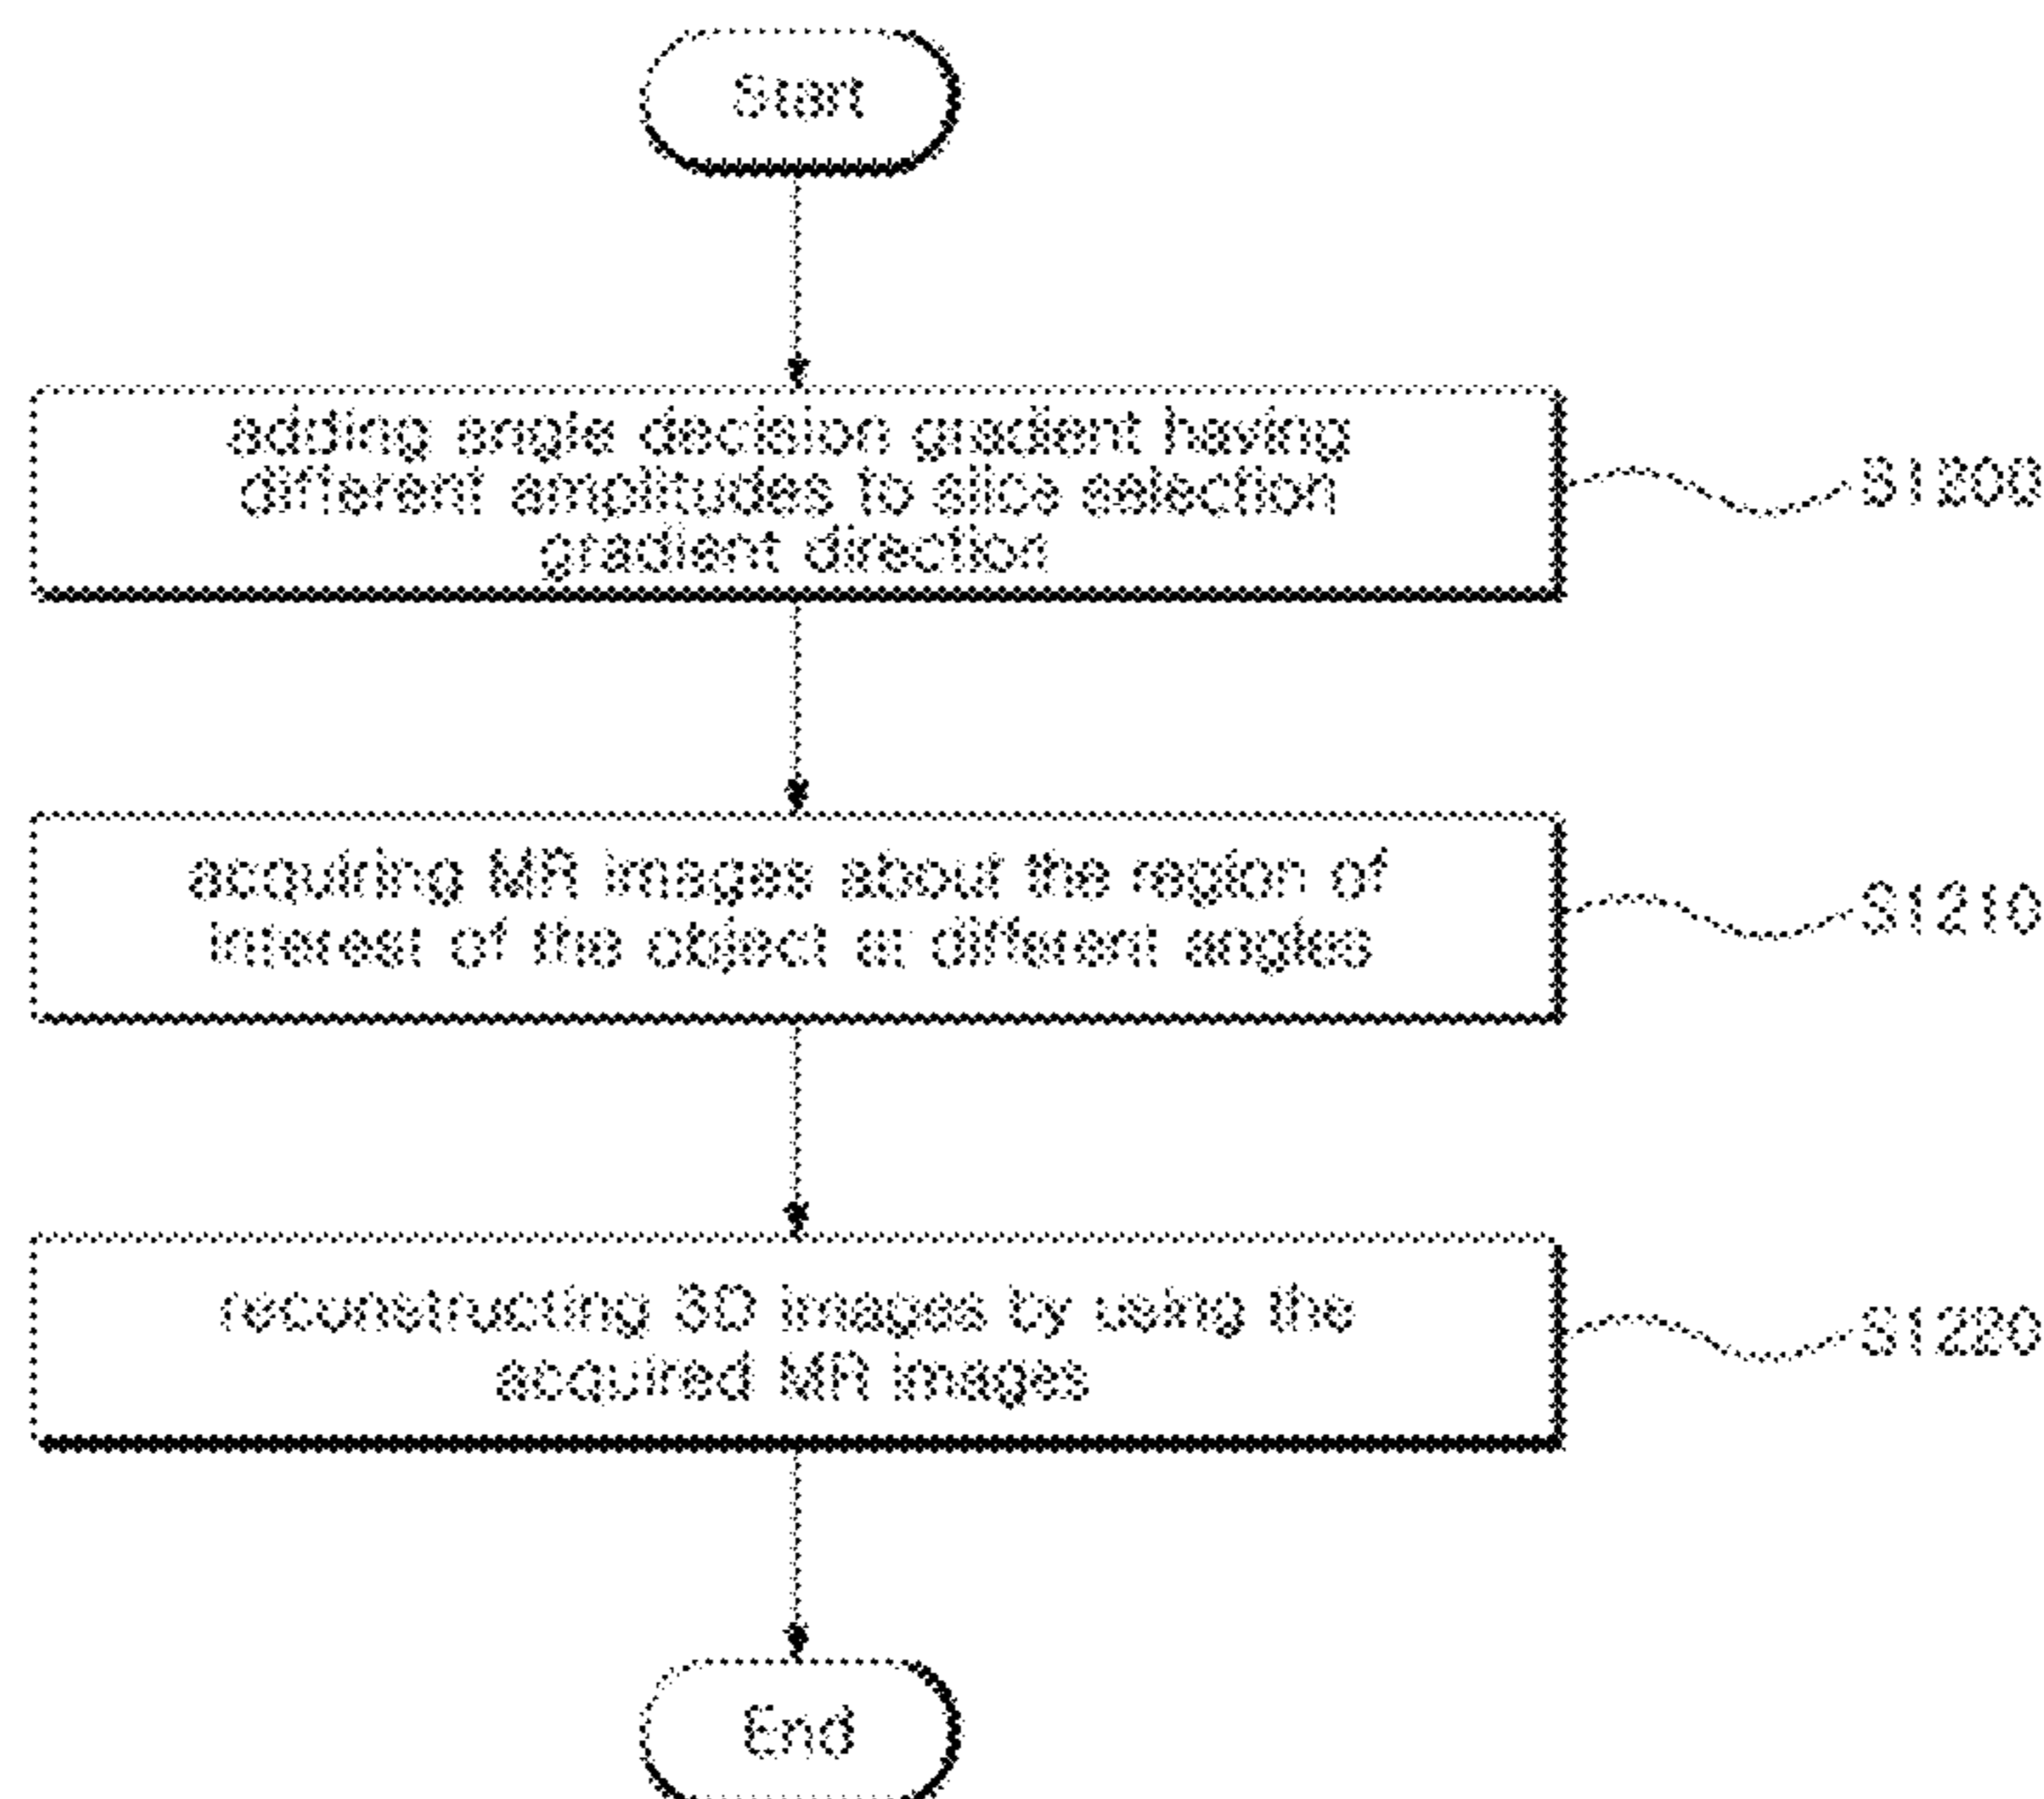 Start
adding angle decision gradient having
different amplitudes to slice selection
gradient direction
acquiring MR images about the region of
interest of the object at different angles
S1210
reconstructing 3D images by using the
acquired MR images
S1220
End